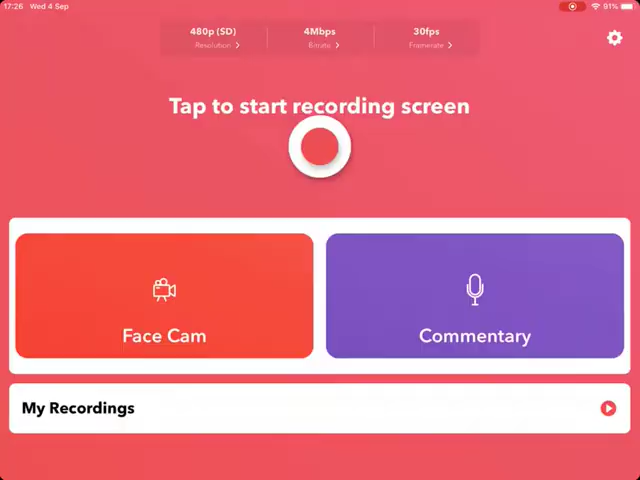 17:26 Wed 4 Sep 91%
480p (SD) 4Mbps 30fps
Resolution Bitrate Framerate
Tap to start recording screen
Face Cam Commentary
My Recordings